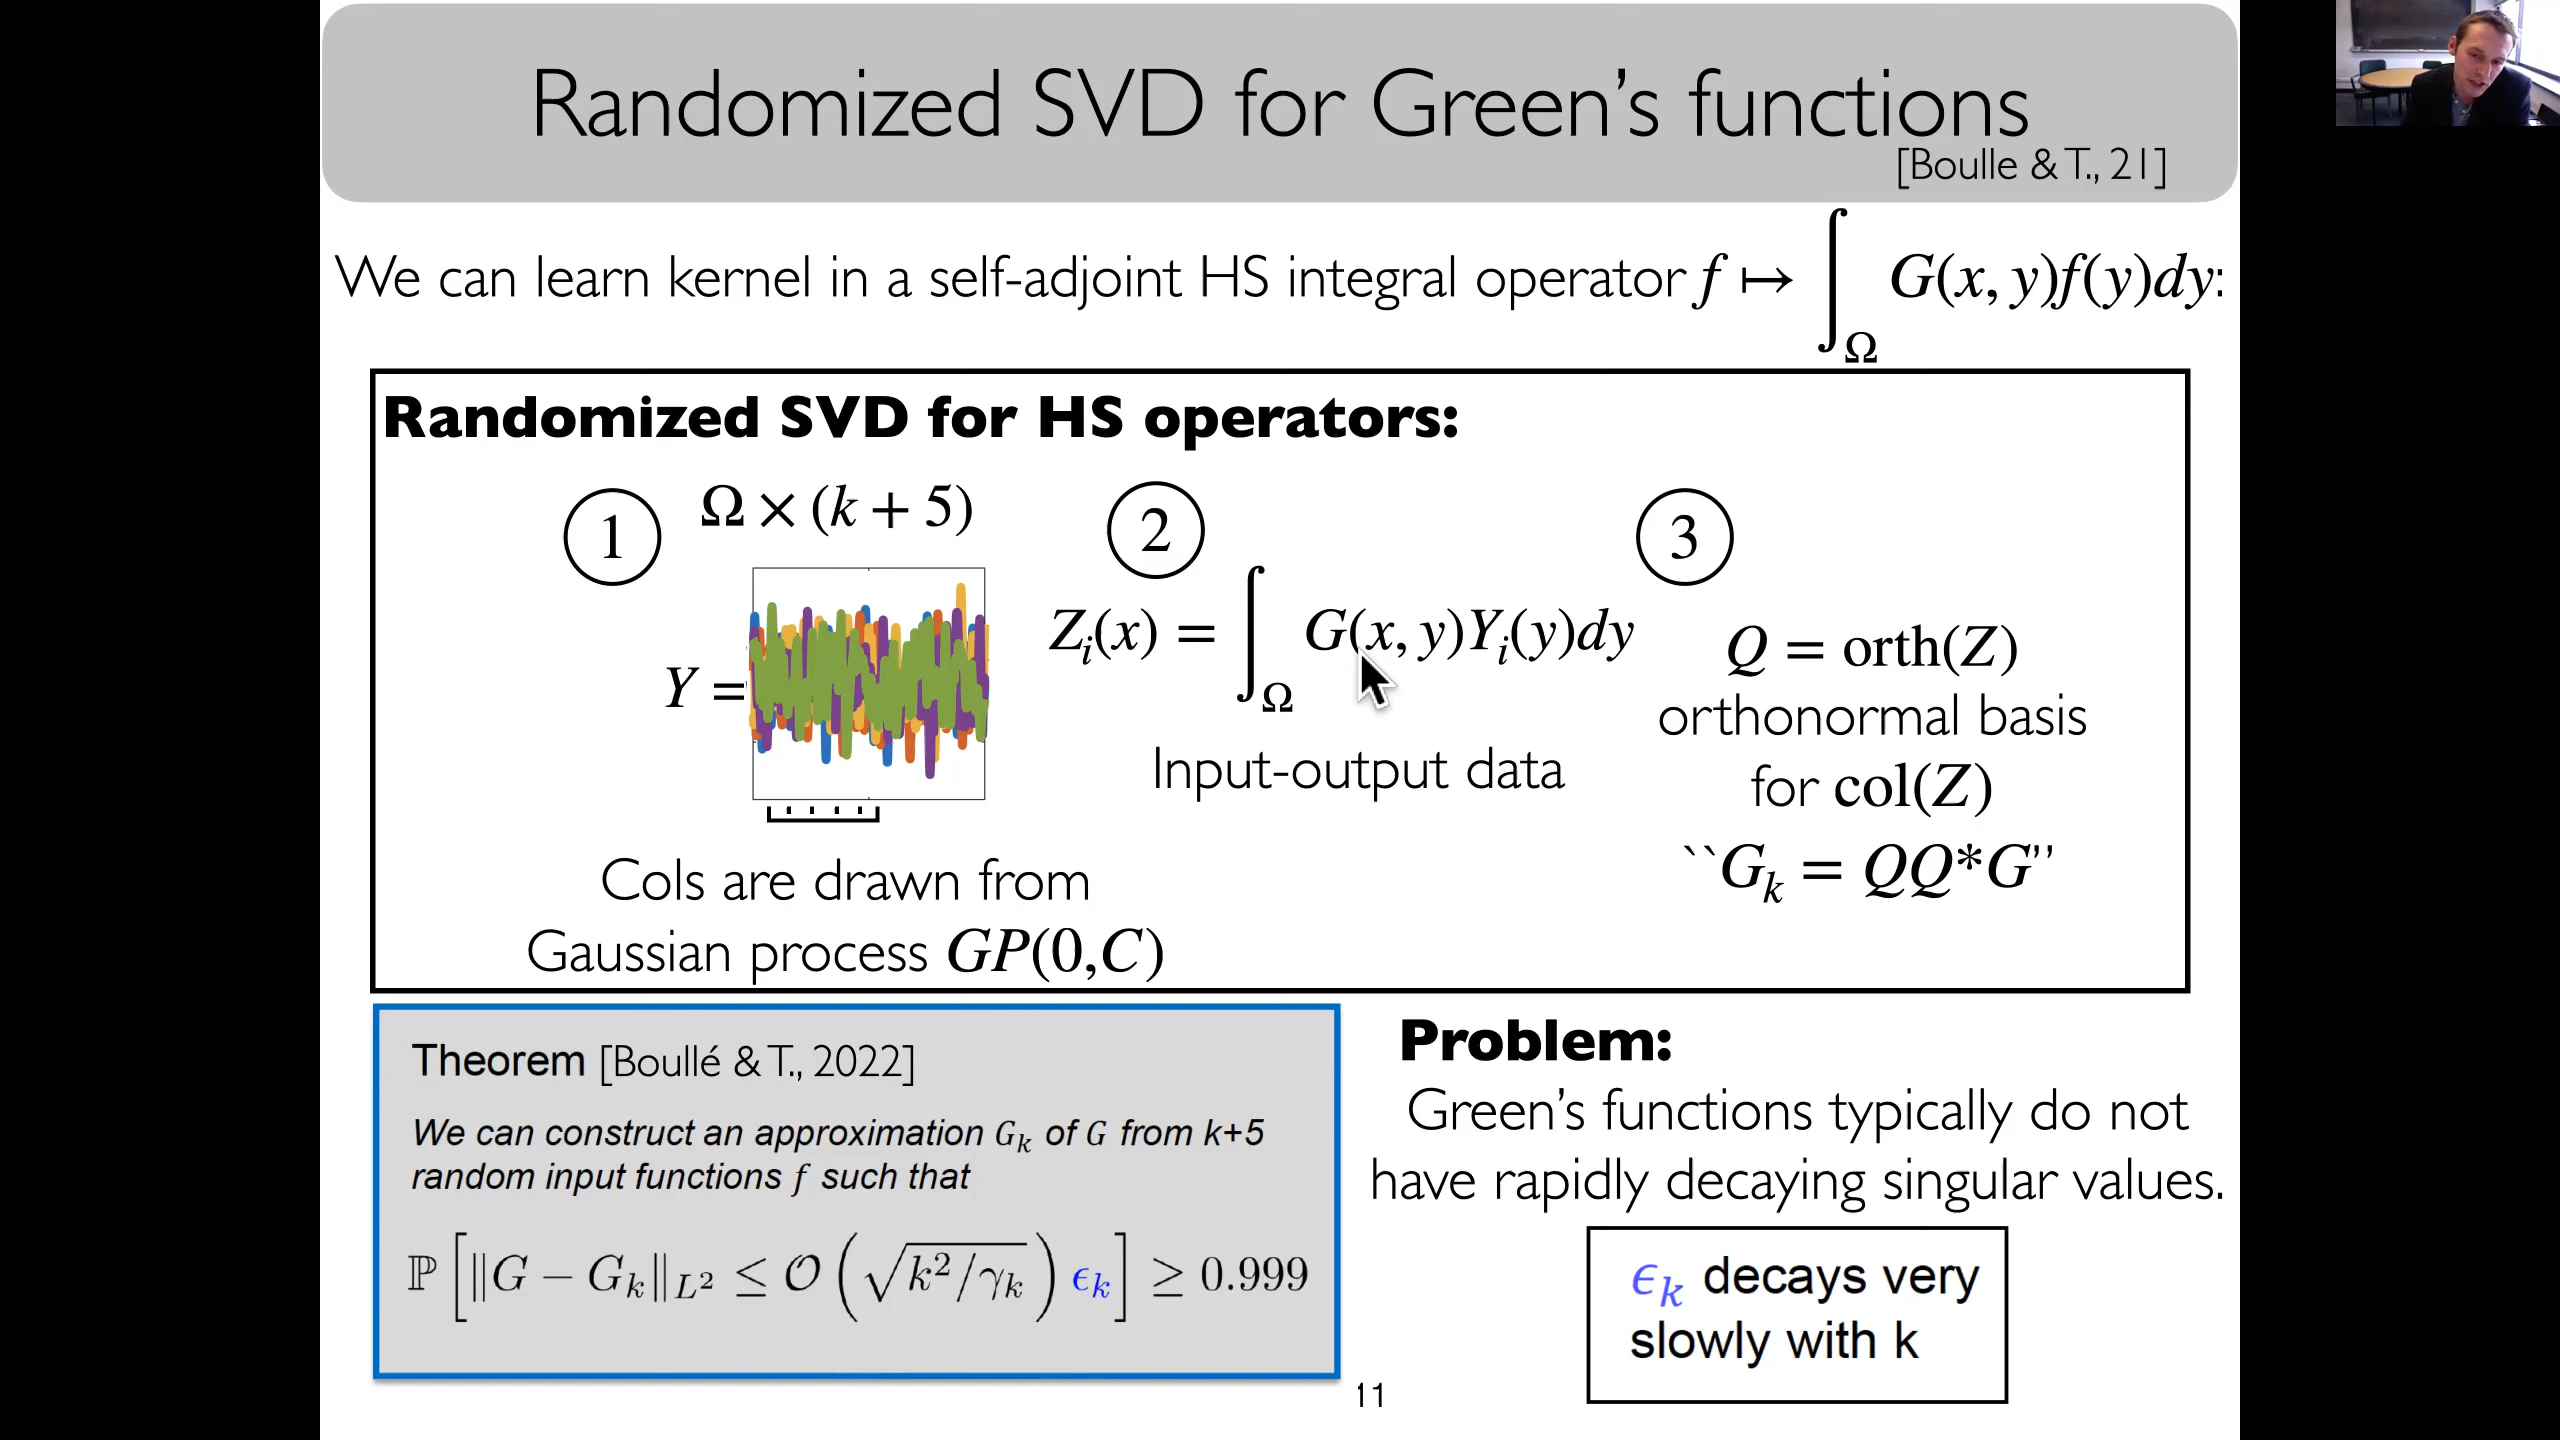 Randomized SVD for Green’s functions
[Boulle & T., 21]
We can learn kernel in a self-adjoint HS integral operator f ↦ ∫_Ω G(x, y)f(y)dy:
Randomized SVD for HS operators:
1
Ω × (k + 5)
Y =
Cols are drawn from
Gaussian process GP(0,C)
2
Z_i(x) = ∫_Ω G(x, y)Y_i(y)dy
Input-output data
3
Q = orth(Z)
orthonormal basis
for col(Z)
``G_k = QQ*G’’
Theorem [Boullé & T., 2022]
We can construct an approximation G_k of G from k+5
random input functions f such that
ℙ[‖G − G_k‖_{L²} ≤ 𝒪(√(k²/γ_k)) ϵ_k] ≥ 0.999
Problem:
Green’s functions typically do not
have rapidly decaying singular values.
ϵ_k decays very
slowly with k
11